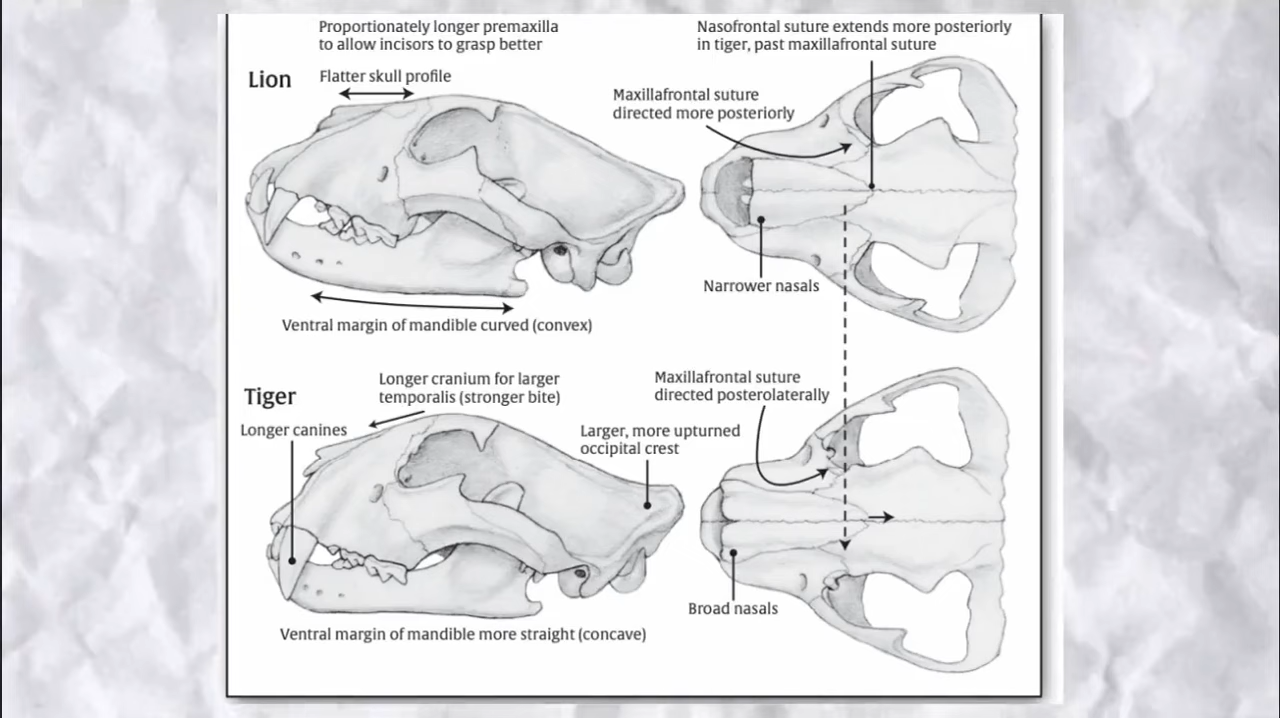 Proportionately longer premaxilla
to allow incisors to grasp better
Nasofrontal suture extends more posteriorly
in tiger, past maxillafrontal suture
Lion
Flatter skull profile
Maxillafrontal suture
directed more posteriorly
Narrower nasals
Ventral margin of mandible curved (convex)
Tiger
Longer cranium for larger
temporalis (stronger bite)
Maxillafrontal suture
directed posterolaterally
Longer canines
Larger, more upturned
occipital crest
Broad nasals
Ventral margin of mandible more straight (concave)